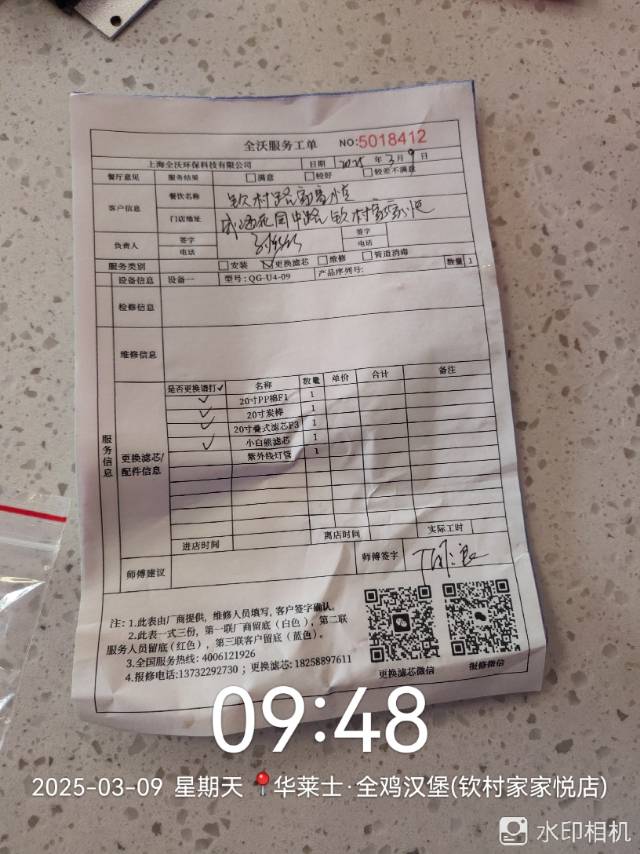 全沃服务工单 NO:5018412
上海全沃环保科技有限公司 日期 2025 年 3 月 9 日
餐厅意见 服务结果 □满意 □较好 □较差不满意
客户信息 餐饮名称 钦村路家家悦
门店地址 钦村家家悦
负责人 签字 签字
电话 电话
服务类别 □安装 ☑更换滤芯 □维修 □管道消毒
设备信息 设备一 型号:QG-U4-09 产品序列号: 数量 1
检修信息
维修信息
服务信息
更换滤芯/配件信息
是否更换请打✓ 名称 数量 单价 合计 备注
✓ 20寸PP棉F1 1
✓ 20寸炭棒 1
✓ 20寸叠式滤芯F3 1
✓ 小白熊滤芯 1
紫外线灯管 1
进店时间 离店时间 实际工时
师傅建议 师傅签字
注: 1.此表由厂商提供, 维修人员填写, 客户签字确认。
2.此表一式三份, 第一联厂商留底 (白色), 第二联
服务人员留底(红色), 第三联客户留底 (蓝色)。
3.全国服务热线: 4006121926
4.报修电话:13732292730 ; 更换滤芯: 18258897611
更换滤芯微信 报修微信
09:48
2025-03-09 星期天 华莱士·全鸡汉堡(钦村家家悦店)
水印相机